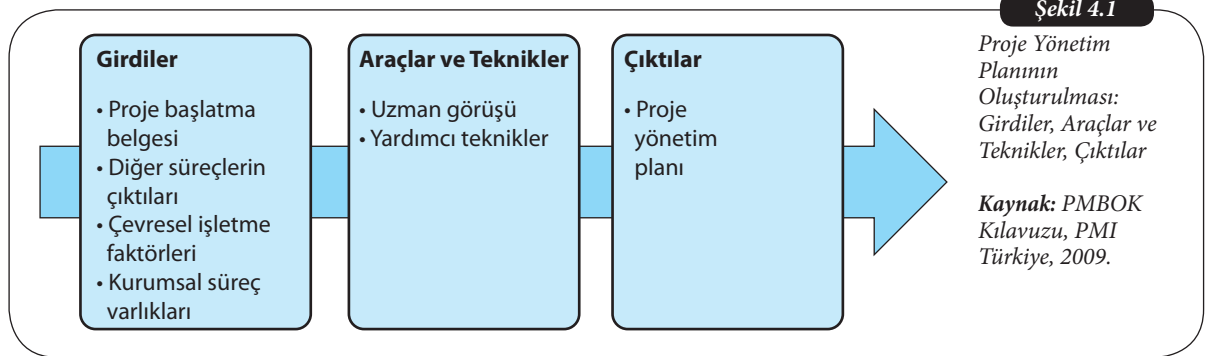 Şekil 4.1
Girdiler
• Proje başlatma
belgesi
• Diğer süreçlerin
çıktıları
• Çevresel işletme
faktörleri
• Kurumsal süreç
varlıkları
Araçlar ve Teknikler
• Uzman görüşü
• Yardımcı teknikler
Çıktılar
• Proje
yönetim
planı
Proje Yönetim
Planının
Oluşturulması:
Girdiler, Araçlar ve
Teknikler, Çıktılar
Kaynak: PMBOK
Kılavuzu, PMI
Türkiye, 2009.